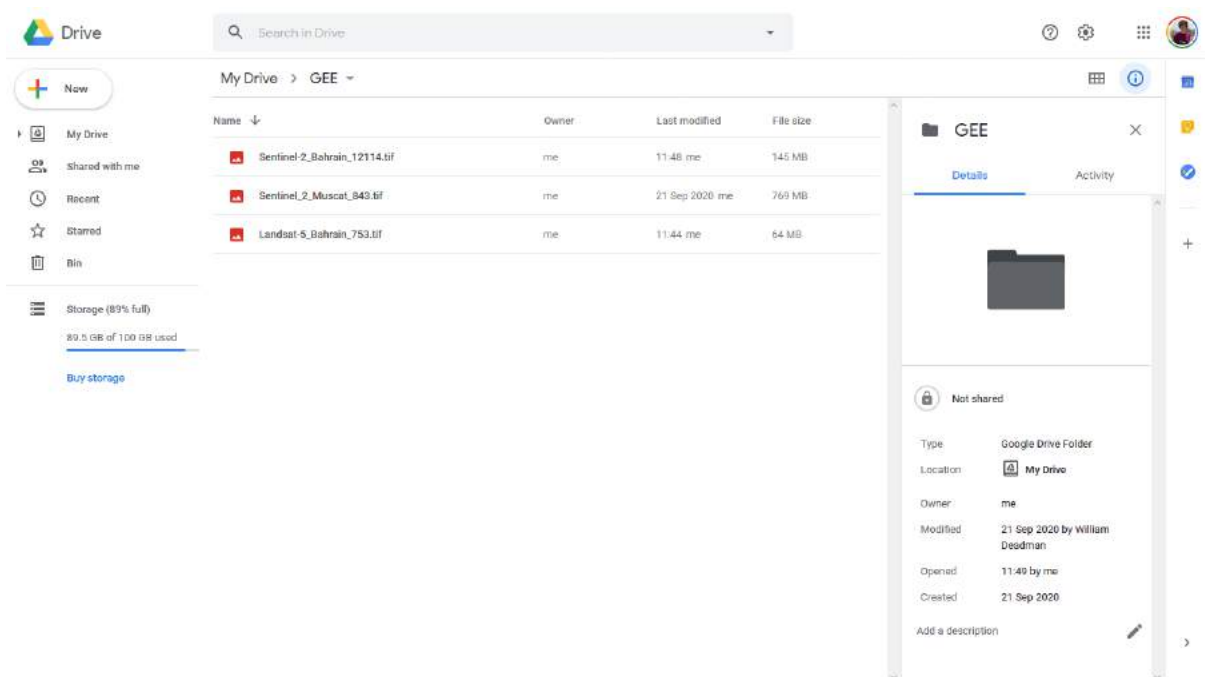 Drive
Search in Drive
New
My Drive
Shared with me
Recent
Starred
Bin
Storage (89% full)
89.5 GB of 100 GB used
Buy storage
My Drive > GEE
Name Owner Last modified File size
Sentinel-2_Bahrain_12114.tif me 11:48 me 145 MB
Sentinel_2_Muscat_843.tif me 21 Sep 2020 me 769 MB
Landsat-5_Bahrain_753.tif me 11:44 me 64 MB
GEE
Details Activity
Not shared
Type Google Drive Folder
Location My Drive
Owner me
Modified 21 Sep 2020 by William
Deadman
Opened 11:49 by me
Created 21 Sep 2020
Add a description